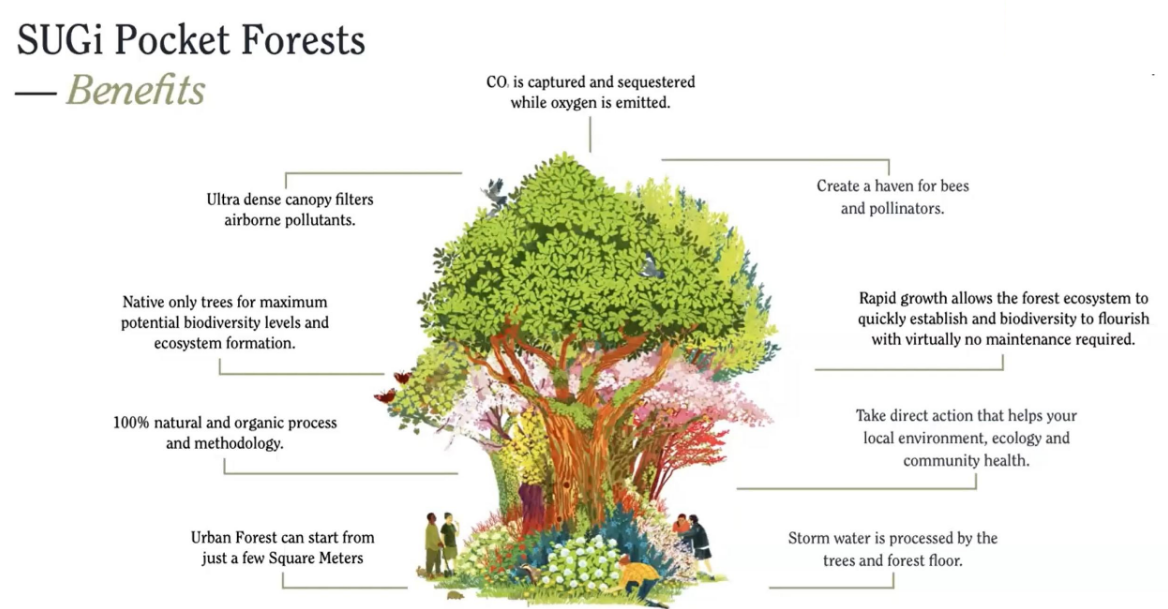 SUGi Pocket Forests
— Benefits
CO₂ is captured and sequestered
while oxygen is emitted.
Ultra dense canopy filters
airborne pollutants.
Create a haven for bees
and pollinators.
Native only trees for maximum
potential biodiversity levels and
ecosystem formation.
Rapid growth allows the forest ecosystem to
quickly establish and biodiversity to flourish
with virtually no maintenance required.
100% natural and organic process
and methodology.
Take direct action that helps your
local environment, ecology and
community health.
Urban Forest can start from
just a few Square Meters
Storm water is processed by the
trees and forest floor.